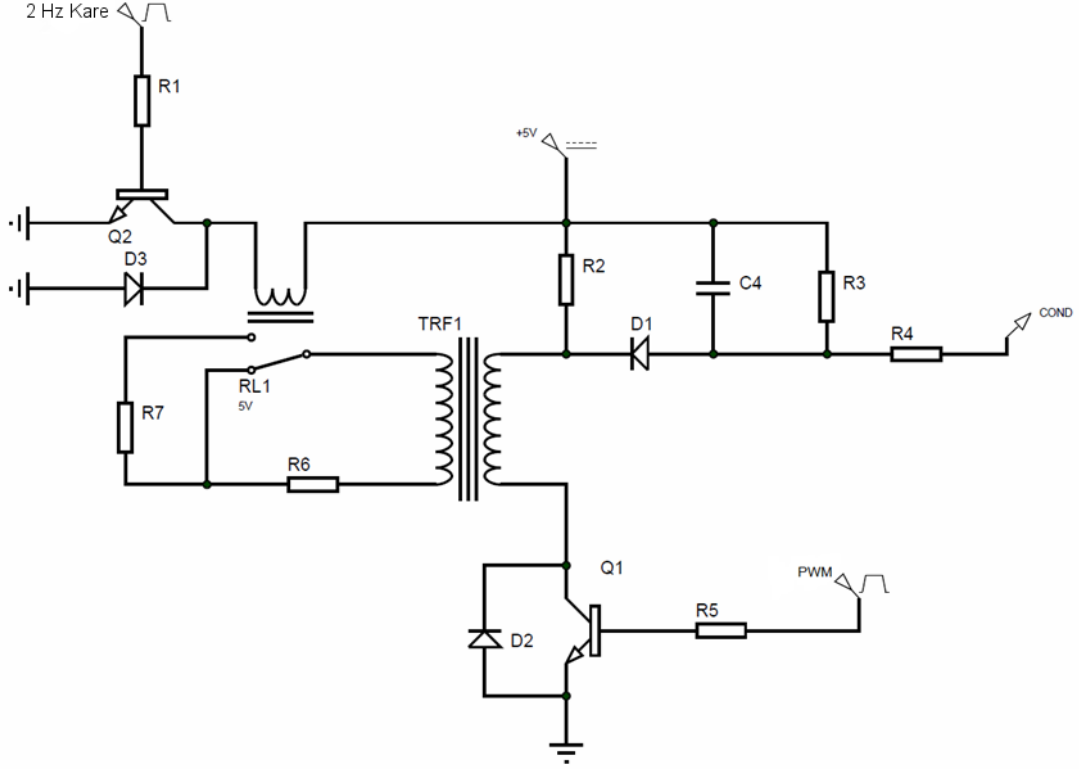 2 Hz Kare
R1
+5V
Q2
D3
R2
C4
R3
COND
TRF1
D1
R4
RL1
5V
R7
R6
Q1
PWM
R5
D2